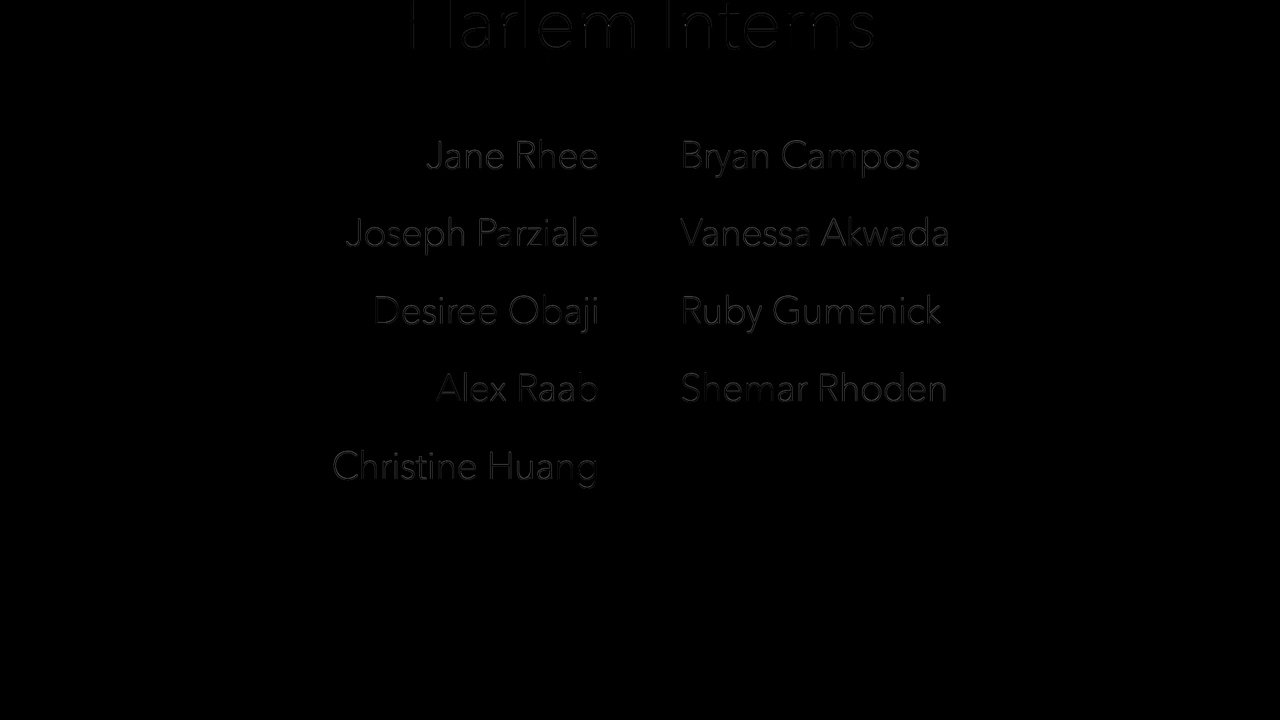 Harlem Interns
Jane Rhee Bryan Campos
Joseph Parziale Vanessa Akwada
Desiree Obaji Ruby Gumenick
Alex Raab Shemar Rhoden
Christine Huang